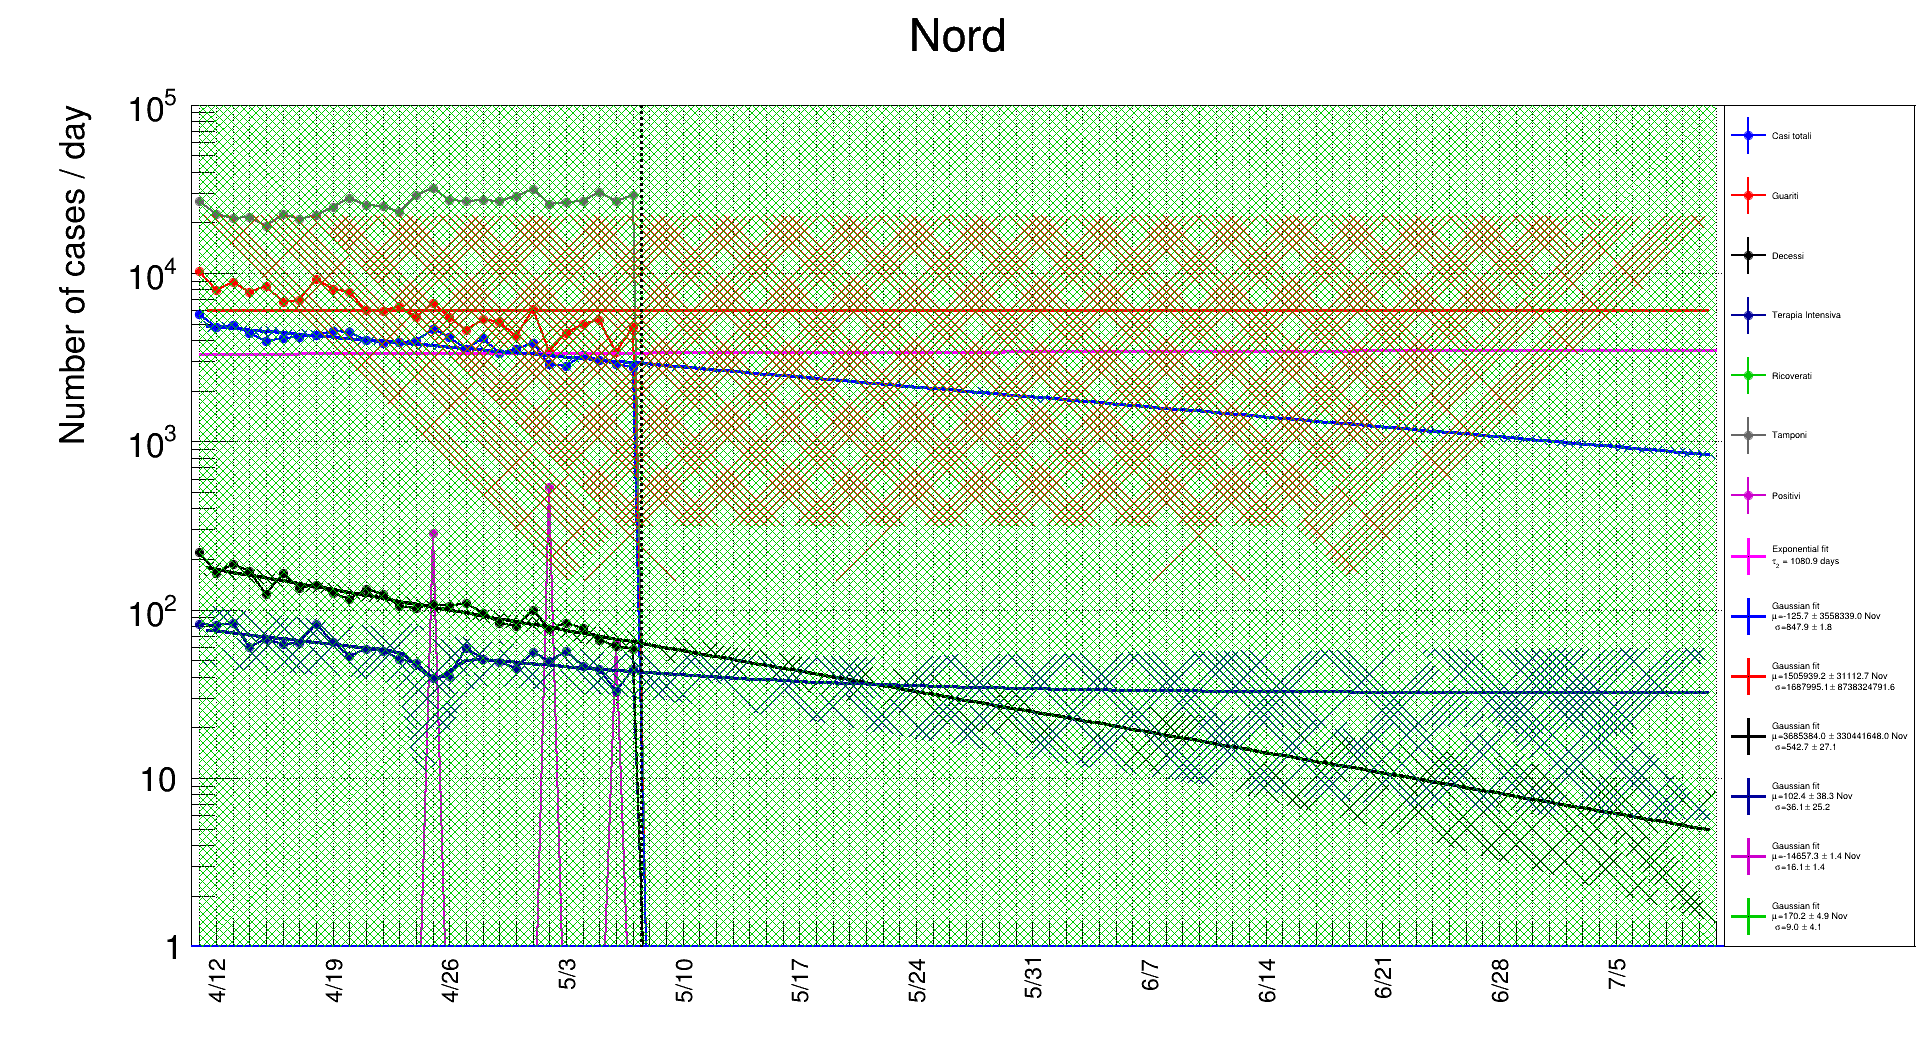 Nord
Number of cases / day
10^5
10^4
10^3
10^2
10
1
4/12
4/19
4/26
5/3
5/10
5/17
5/24
5/31
6/7
6/14
6/21
6/28
7/5
Casi totali
Guariti
Decessi
Terapia Intensiva
Ricoverati
Tamponi
Positivi
Exponential fit
τ₂ = 1080.9 days
Gaussian fit
μ=-125.7 ± 3558339.0 Nov
σ=847.9 ± 1.8
Gaussian fit
μ=1505939.2 ± 31112.7 Nov
σ=1687995.1 ± 8738324791.6
Gaussian fit
μ=3685384.0 ± 330441648.0 Nov
σ=542.7 ± 27.1
Gaussian fit
μ=102.4 ± 38.3 Nov
σ=36.1 ± 25.2
Gaussian fit
μ=-14657.3 ± 1.4 Nov
σ=16.1 ± 1.4
Gaussian fit
μ=170.2 ± 4.9 Nov
σ=9.0 ± 4.1